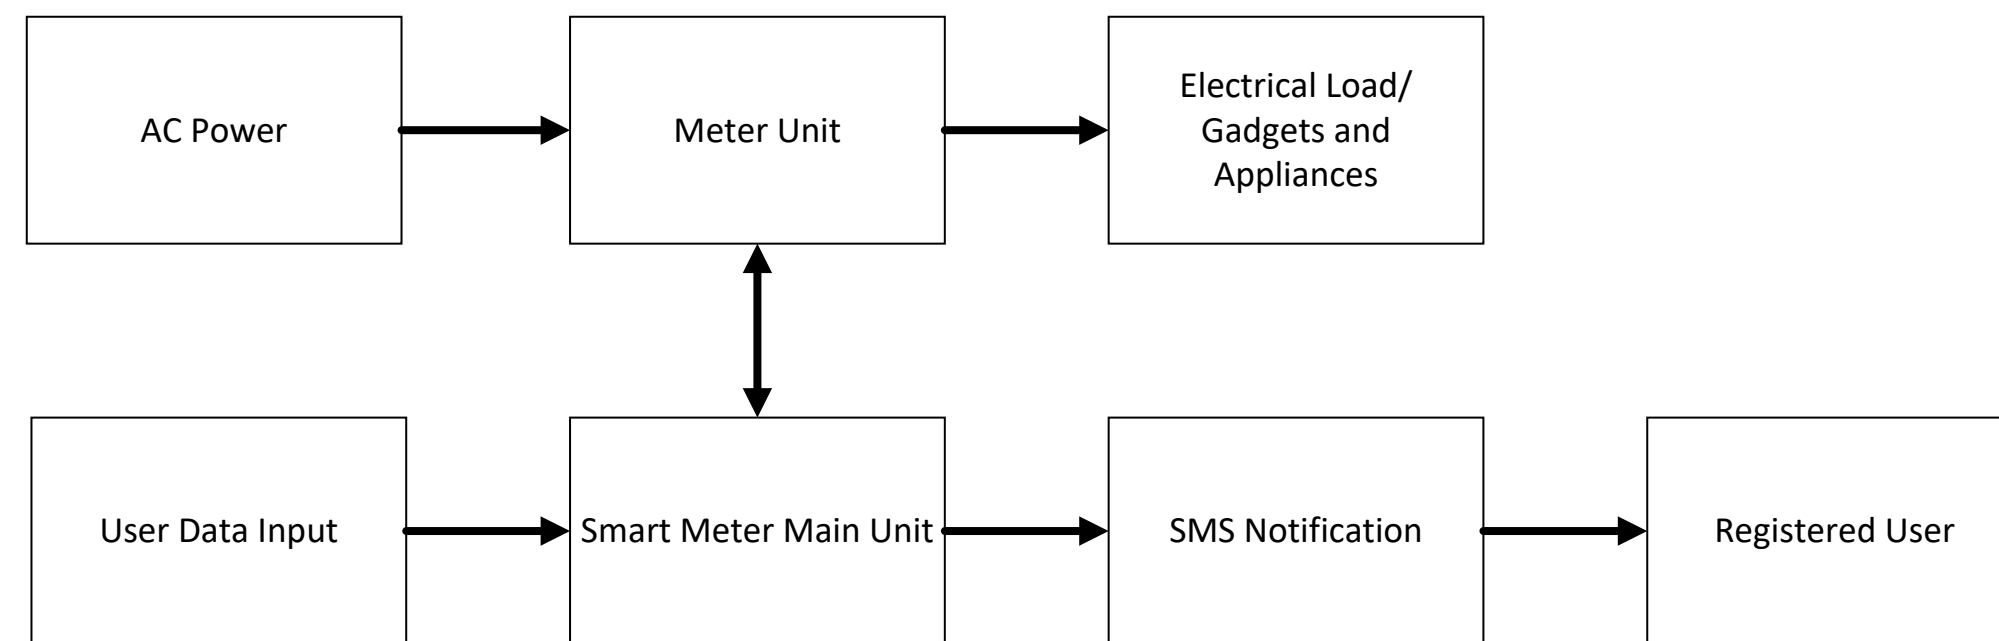 AC Power
Meter Unit
Electrical Load/
Gadgets and
Appliances
User Data Input
Smart Meter Main Unit
SMS Notification
Registered User